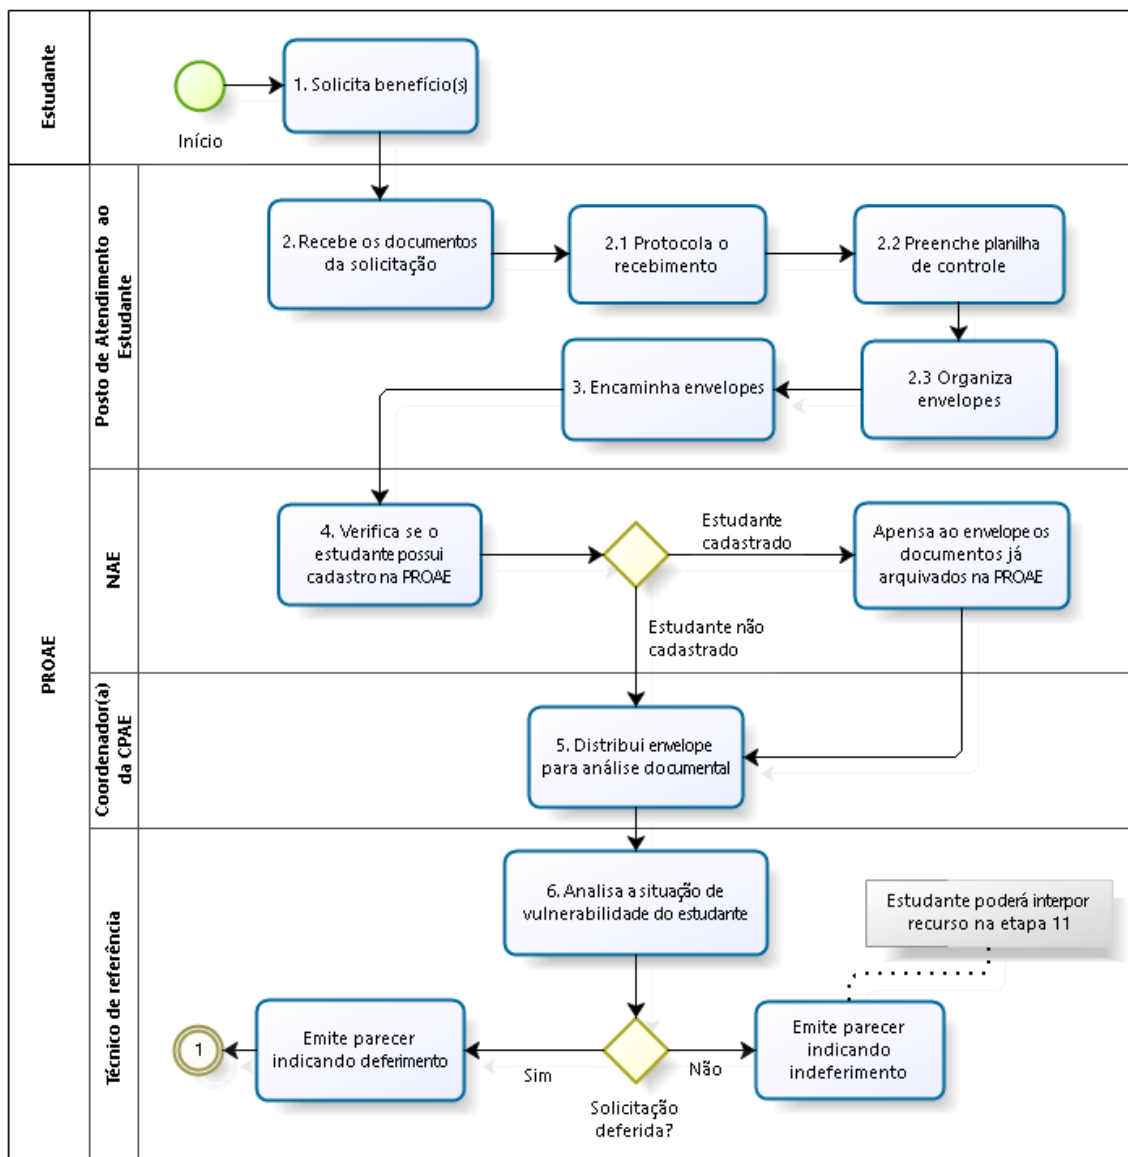 Estudante
Início
1. Solicita benefício(s)
PROAE
Posto de Atendimento ao
Estudante
2. Recebe os documentos
da solicitação
2.1 Protocola o
recebimento
2.2 Preenche planilha
de controle
2.3 Organiza
envelopes
3. Encaminha envelopes
NAE
4. Verifica se o
estudante possui
cadastro na PROAE
Estudante
cadastrado
Apensa ao envelope os
documentos já
arquivados na PROAE
Estudante não
cadastrado
Coordenador(a)
da CPAE
5. Distribui envelope
para análise documental
Técnico de referência
6. Analisa a situação de
vulnerabilidade do estudante
Estudante poderá interpor
recurso na etapa 11
Solicitação
deferida?
Sim
Não
Emite parecer
indicando deferimento
1
Emite parecer
indicando
indeferimento